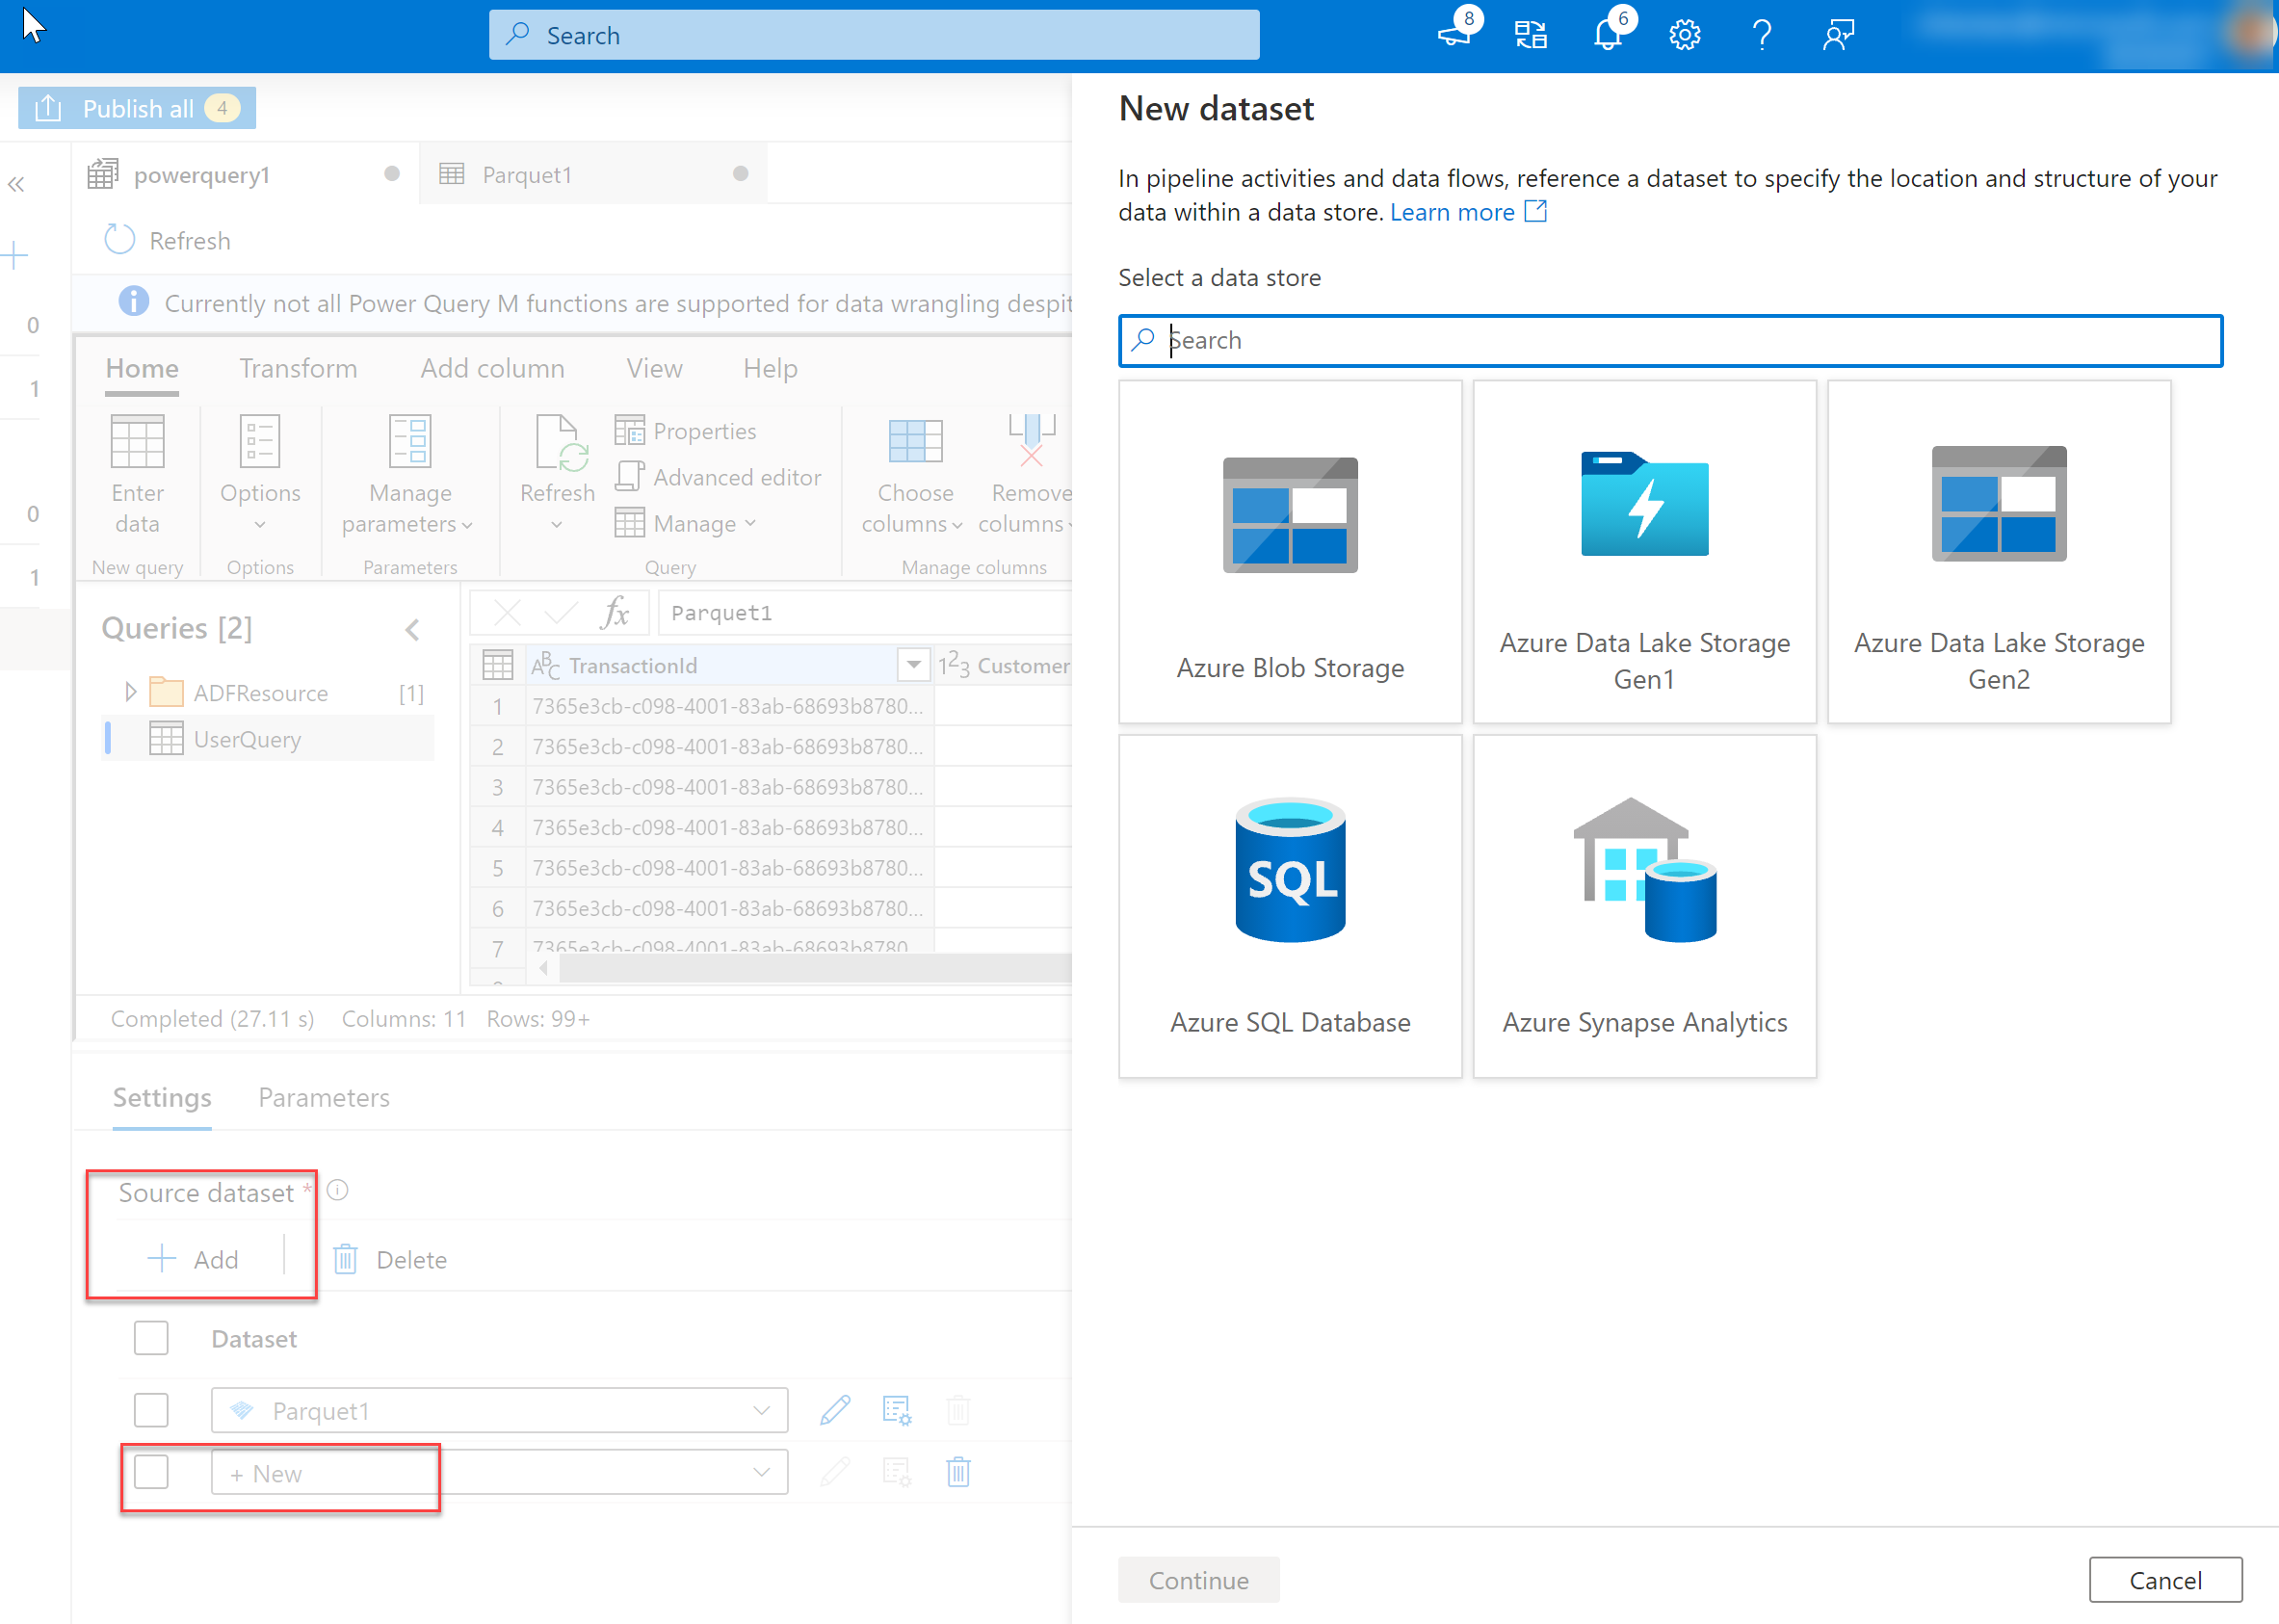 Search
8
6
Publish all 4
powerquery1
Parquet1
Refresh
Currently not all Power Query M functions are supported for data wrangling despit
0
1
0
1
Home Transform Add column View Help
Enter data
Options
Manage parameters
Refresh
Properties
Advanced editor
Manage
Choose columns
Remove columns
New query
Options
Parameters
Query
Manage columns
Queries [2]
ADFResource [1]
UserQuery
fx Parquet1
ABC TransactionId 123 Customer
1 7365e3cb-c098-4001-83ab-68693b8780...
2 7365e3cb-c098-4001-83ab-68693b8780...
3 7365e3cb-c098-4001-83ab-68693b8780...
4 7365e3cb-c098-4001-83ab-68693b8780...
5 7365e3cb-c098-4001-83ab-68693b8780...
6 7365e3cb-c098-4001-83ab-68693b8780...
7 7365e3cb-c098-4001-83ab-68693b8780
Completed (27.11 s) Columns: 11 Rows: 99+
Settings Parameters
Source dataset *
Add Delete
Dataset
Parquet1
+ New
New dataset
In pipeline activities and data flows, reference a dataset to specify the location and structure of your
data within a data store. Learn more
Select a data store
Search
Azure Blob Storage
Azure Data Lake Storage
Gen1
Azure Data Lake Storage
Gen2
SQL
Azure SQL Database
Azure Synapse Analytics
Continue
Cancel